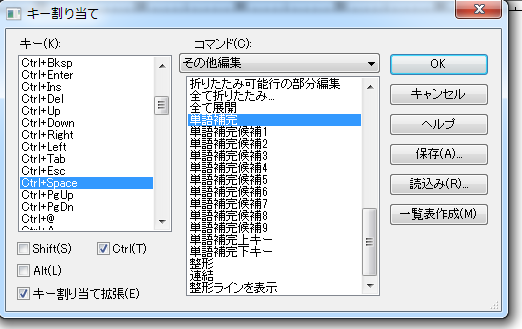 キー割り当て
キー(K):
Ctrl+Bksp
Ctrl+Enter
Ctrl+Ins
Ctrl+Del
Ctrl+Up
Ctrl+Down
Ctrl+Right
Ctrl+Left
Ctrl+Tab
Ctrl+Esc
Ctrl+Space
Ctrl+PgUp
Ctrl+PgDn
Ctrl+@
Shift(S)
Ctrl(T)
Alt(L)
キー割り当て拡張(E)
コマンド(C):
その他編集
折りたたみ可能行の部分編集
全て折りたたみ...
全て展開
単語補完
単語補完候補1
単語補完候補2
単語補完候補3
単語補完候補4
単語補完候補5
単語補完候補6
単語補完候補7
単語補完候補8
単語補完候補9
単語補完上キー
単語補完下キー
整形
連結
整形ラインを表示
OK
キャンセル
ヘルプ
保存(A)...
読込み(R)...
一覧表作成(M)